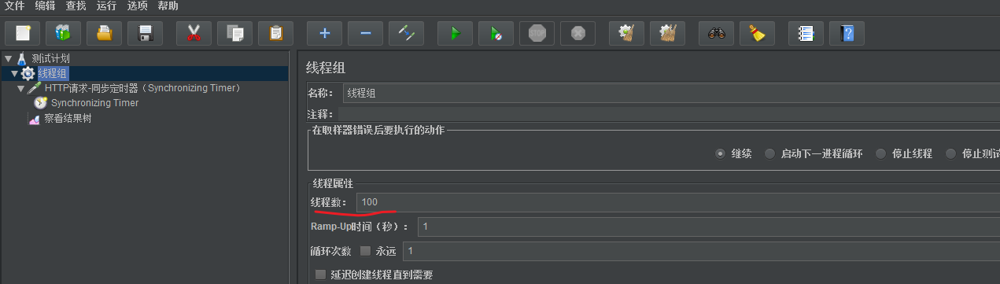 文件 编辑 查找 运行 选项 帮助
STOP
测试计划
线程组
HTTP请求-同步定时器（Synchronizing Timer）
Synchronizing Timer
察看结果树
线程组
名称： 线程组
注释：
在取样器错误后要执行的动作
继续 启动下一进程循环 停止线程 停止测试
线程属性
线程数： 100
Ramp-Up时间（秒）： 1
循环次数 永远 1
延迟创建线程直到需要